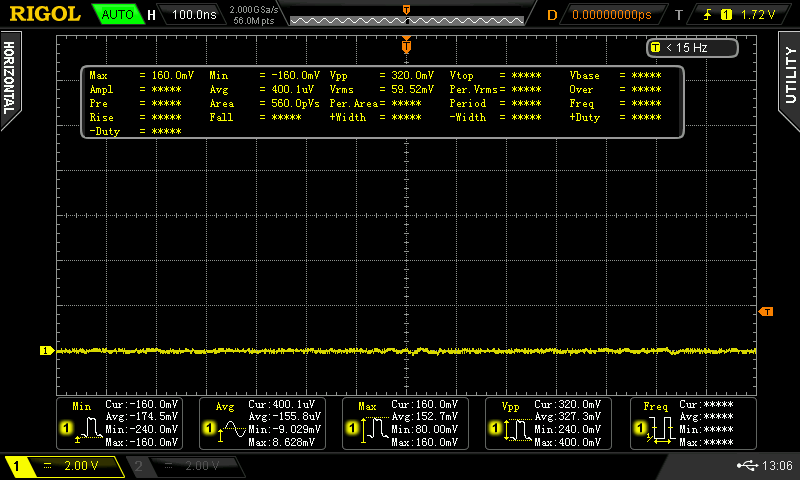 RIGOL AUTO H 100.0ns 2.000GSa/s 56.0M pts D 0.00000000ps T 1 1.72 V
T
T < 15 Hz
HORIZONTAL
UTILITY
Max = 160.0mV Min = -160.0mV Vpp = 320.0mV Vtop = ***** Vbase = *****
Ampl = ***** Avg = 400.1uV Vrms = 59.52mV Per.Vrms= ***** Over = *****
Pre = ***** Area = 560.0pVs Per.Area= ***** Period = ***** Freq = *****
Rise = ***** Fall = ***** +Width = ***** -Width = ***** +Duty = *****
-Duty = *****
T
1
Min Cur:-160.0mV
Avg:-174.5mV
1 Min:-240.0mV
Max:-160.0mV
Avg Cur:400.1uV
Avg:-155.8uV
1 Min:-9.029mV
Max:8.628mV
Max Cur:160.0mV
Avg:152.7mV
1 Min:80.00mV
Max:160.0mV
Vpp Cur:320.0mV
Avg:327.3mV
1 Min:240.0mV
Max:400.0mV
Freq Cur:*****
Avg:*****
1 Min:*****
Max:*****
1 = 2.00 V 2 = 2.00 V 13:06